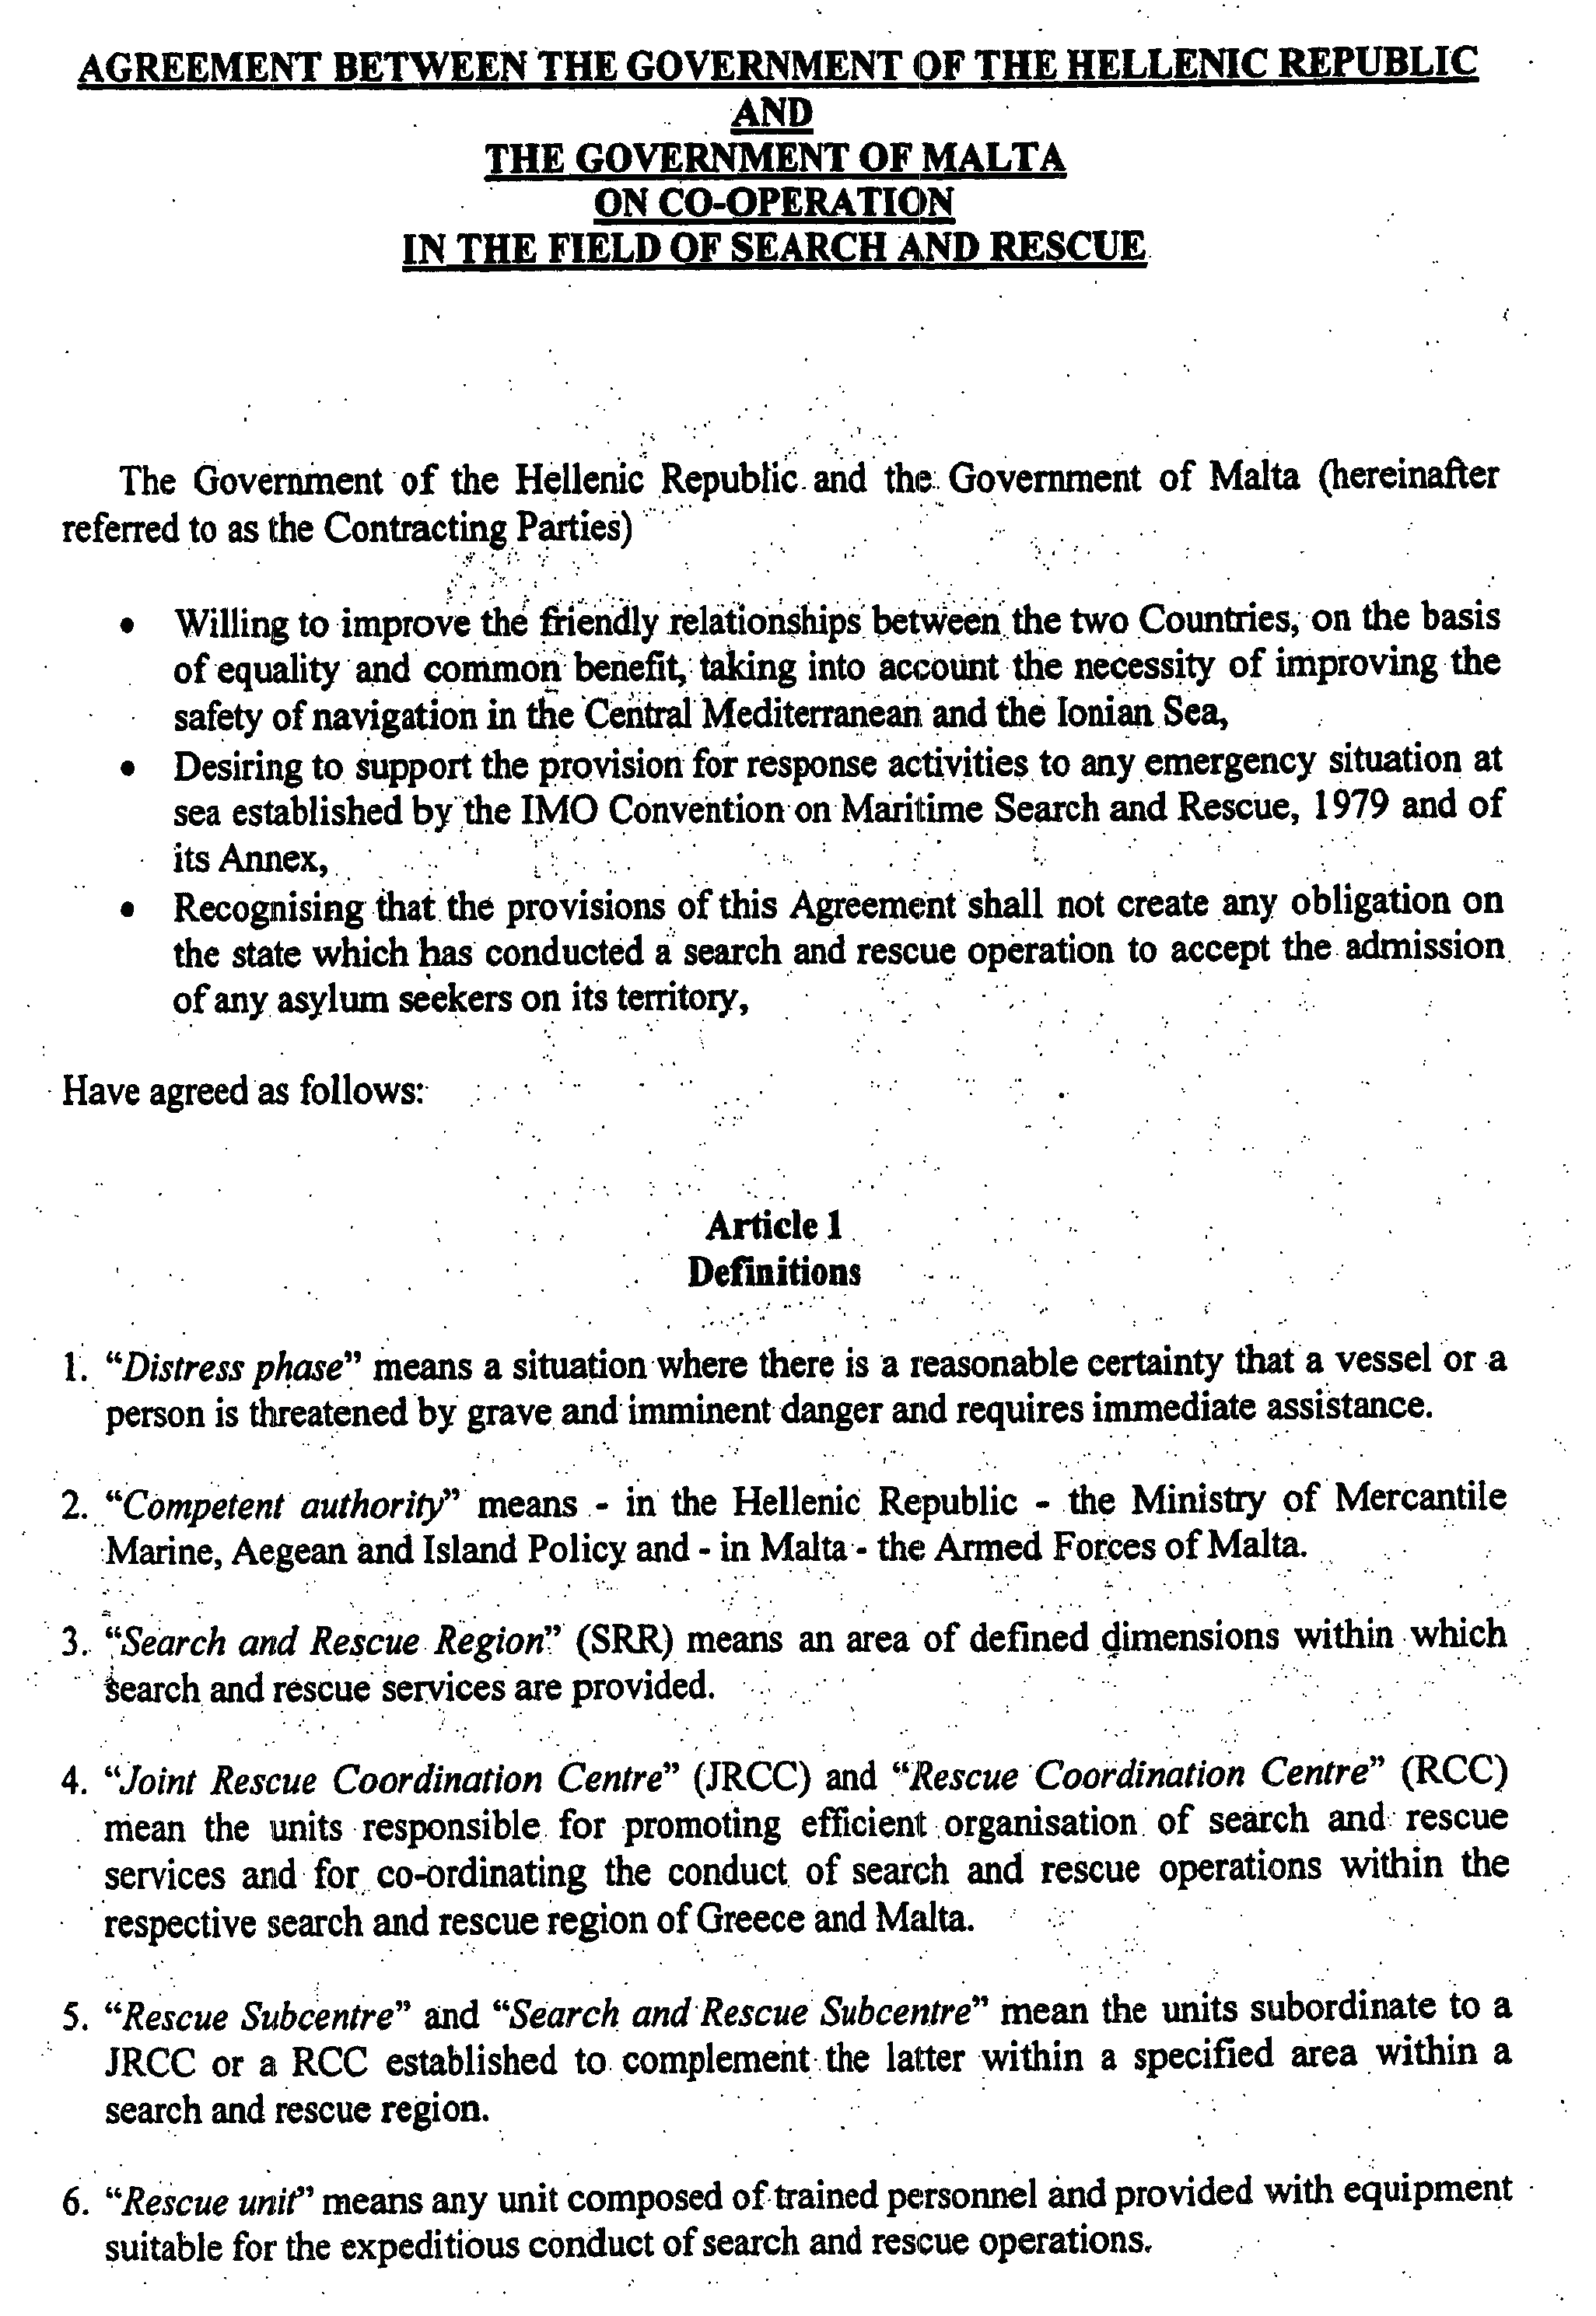 AGREEMENT BETWEEN THE GOVERNMENT OF THE HELLENIC REPUBLIC
AND
THE GOVERNMENT OF MALTA
ON CO-OPERATION
IN THE FIELD OF SEARCH AND RESCUE
The Government of the Hellenic Republic and the Government of Malta (hereinafter
referred to as the Contracting Parties)
• Willing to improve the friendly relationships between the two Countries, on the basis
of equality and common benefit, taking into account the necessity of improving the
safety of navigation in the Central Mediterranean and the Ionian Sea,
• Desiring to support the provision for response activities to any emergency situation at
sea established by the IMO Convention on Maritime Search and Rescue, 1979 and of
its Annex,
• Recognising that the provisions of this Agreement shall not create any obligation on
the state which has conducted a search and rescue operation to accept the admission
of any asylum seekers on its territory,
Have agreed as follows:
Article 1
Definitions
1. “Distress phase” means a situation where there is a reasonable certainty that a vessel or a
person is threatened by grave and imminent danger and requires immediate assistance.
2. “Competent authority” means - in the Hellenic Republic - the Ministry of Mercantile
Marine, Aegean and Island Policy and - in Malta - the Armed Forces of Malta.
3. “Search and Rescue Region” (SRR) means an area of defined dimensions within which
search and rescue services are provided.
4. “Joint Rescue Coordination Centre” (JRCC) and “Rescue Coordination Centre” (RCC)
mean the units responsible for promoting efficient organisation of search and rescue
services and for co-ordinating the conduct of search and rescue operations within the
respective search and rescue region of Greece and Malta.
5. “Rescue Subcentre” and “Search and Rescue Subcentre” mean the units subordinate to a
JRCC or a RCC established to complement the latter within a specified area within a
search and rescue region.
6. “Rescue unit” means any unit composed of trained personnel and provided with equipment
suitable for the expeditious conduct of search and rescue operations.